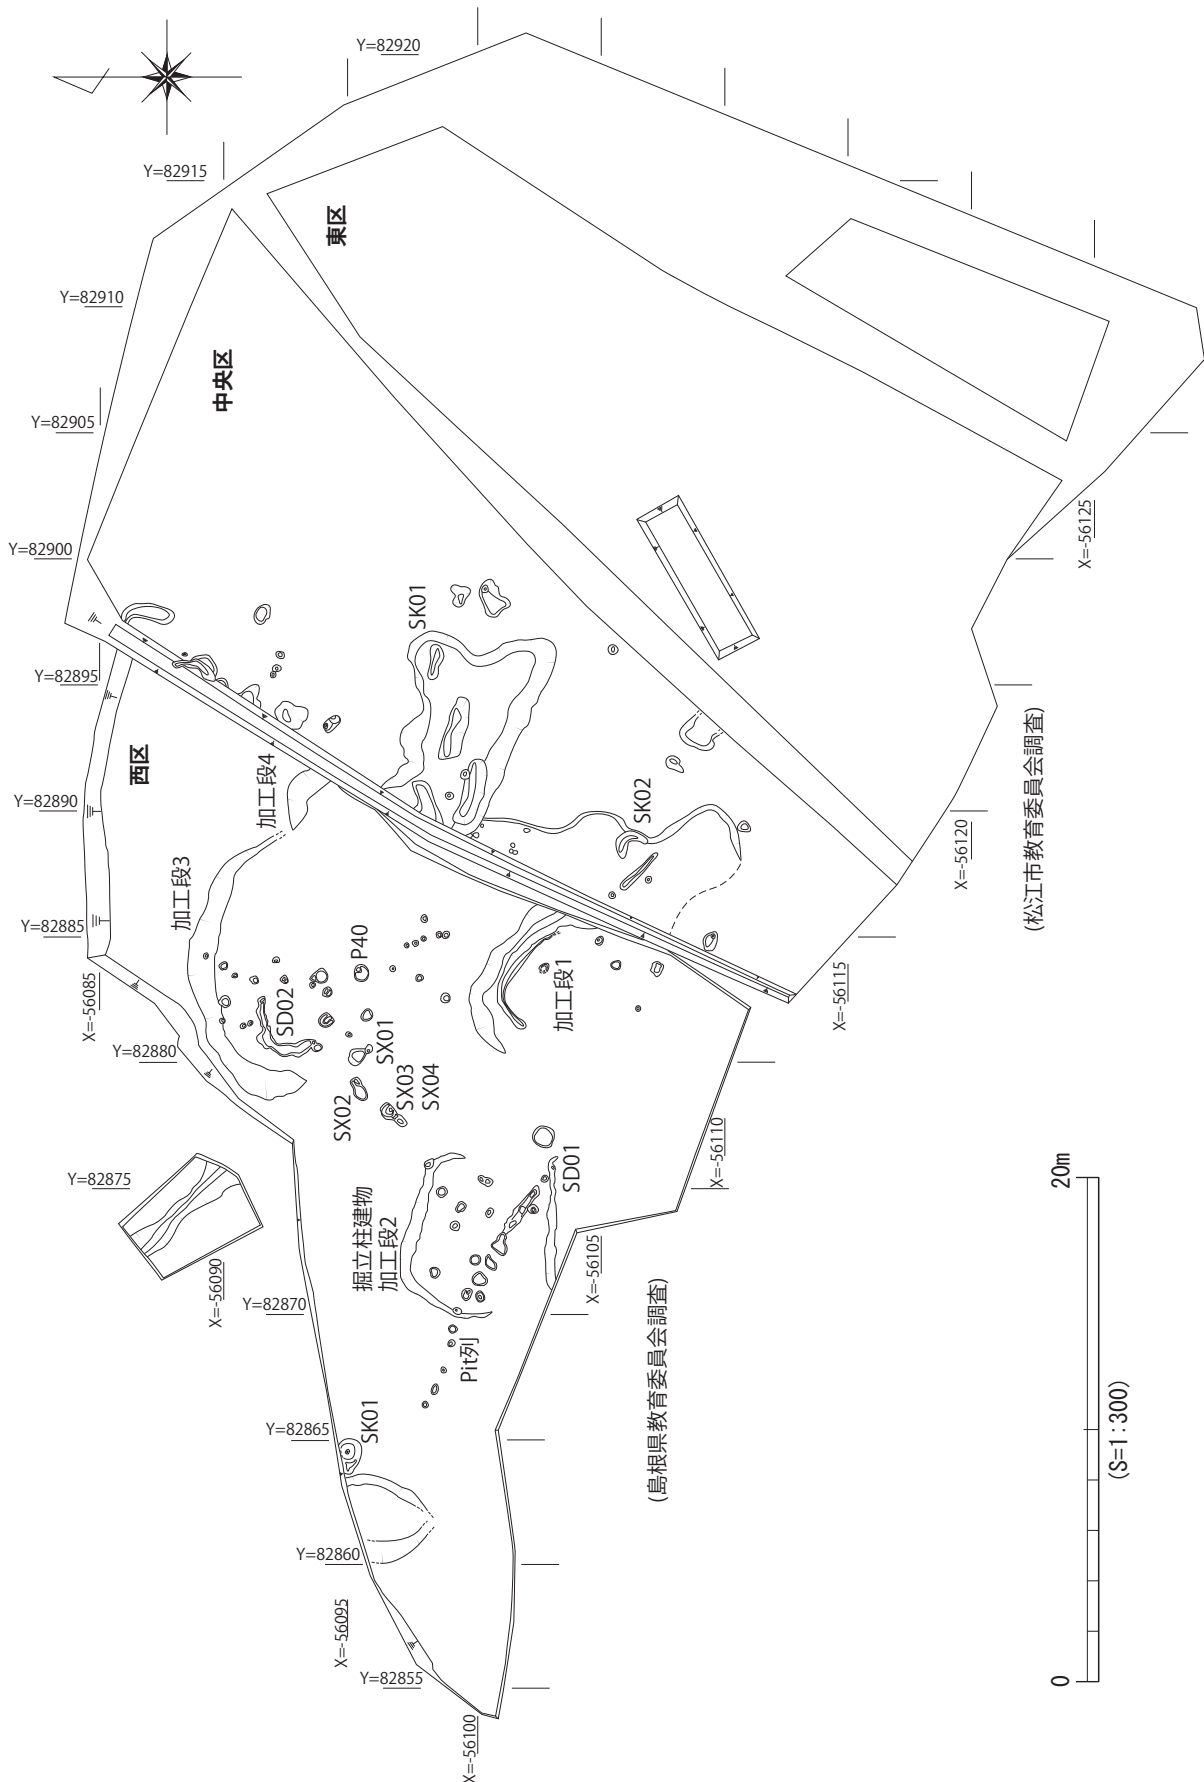 Y=82920
Y=82915
東区
Y=82910
中央区
Y=82905
Y=82900
X=-56125
SK01
Y=82895
西区
加工段4
(松江市教育委員会調査)
Y=82890
SK02
X=-56120
加工段3
Y=82885
P40
X=-56085
SD02
加工段1
X=-56115
Y=82880
SX01
SX02
SX03
SX04
X=-56110
Y=82875
SD01
20m
掘立柱建物
加工段2
X=-56090
X=-56105
Y=82870
Pit列
(島根県教育委員会調査)
Y=82865
SK01
(S=1:300)
Y=82860
X=-56095
Y=82855
0
X=-56100